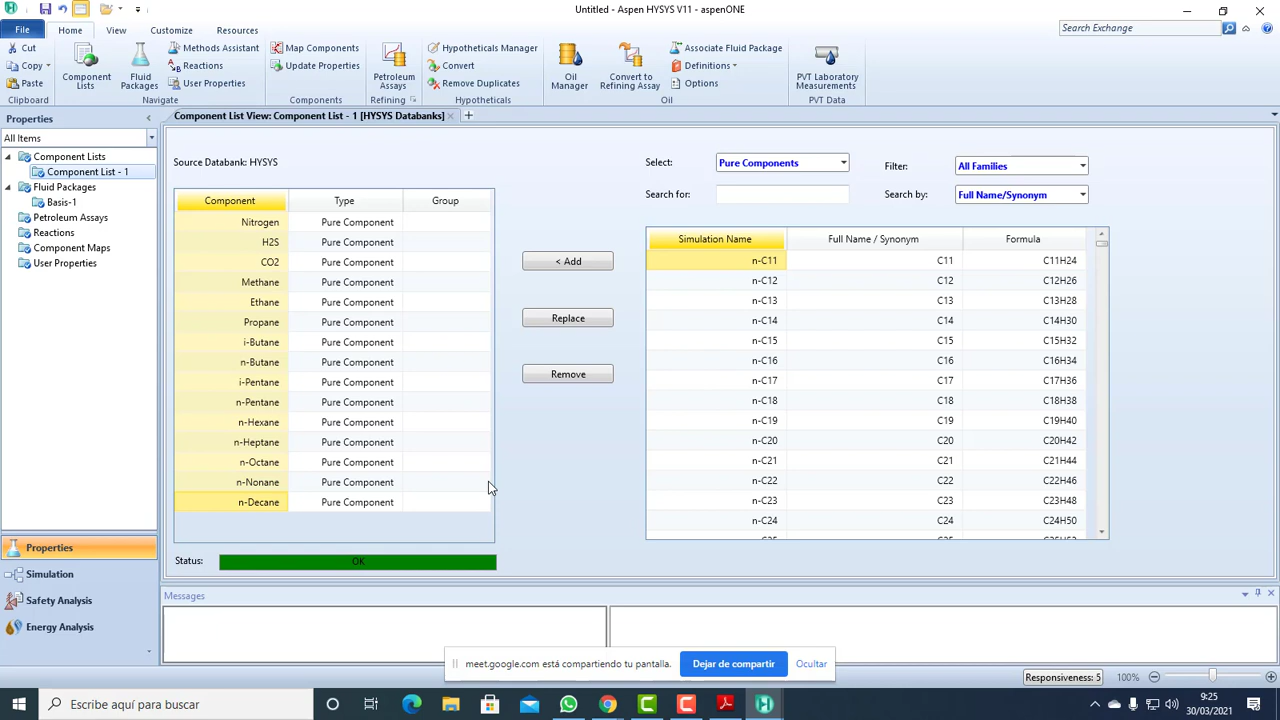 Untitled - Aspen HYSYS V11 - aspenONE
File Home View Customize Resources Search Exchange
Cut
Copy
Paste
Clipboard
Component Lists
Fluid Packages
Methods Assistant
Reactions
User Properties
Navigate
Map Components
Update Properties
Components
Petroleum Assays
Refining
Hypotheticals Manager
Convert
Remove Duplicates
Hypotheticals
Oil Manager
Convert to Refining Assay
Associate Fluid Package
Definitions
Options
Oil
PVT Laboratory Measurements
PVT Data
Properties
All Items
Component Lists
Component List - 1
Fluid Packages
Basis-1
Petroleum Assays
Reactions
Component Maps
User Properties
Properties
Simulation
Safety Analysis
Energy Analysis
Component List View: Component List - 1 [HYSYS Databanks]
Source Databank: HYSYS
Component Type Group
Nitrogen Pure Component
H2S Pure Component
CO2 Pure Component
Methane Pure Component
Ethane Pure Component
Propane Pure Component
i-Butane Pure Component
n-Butane Pure Component
i-Pentane Pure Component
n-Pentane Pure Component
n-Hexane Pure Component
n-Heptane Pure Component
n-Octane Pure Component
n-Nonane Pure Component
n-Decane Pure Component
Status: OK
< Add
Replace
Remove
Select: Pure Components Filter: All Families
Search for: Search by: Full Name/Synonym
Simulation Name Full Name / Synonym Formula
n-C11 C11 C11H24
n-C12 C12 C12H26
n-C13 C13 C13H28
n-C14 C14 C14H30
n-C15 C15 C15H32
n-C16 C16 C16H34
n-C17 C17 C17H36
n-C18 C18 C18H38
n-C19 C19 C19H40
n-C20 C20 C20H42
n-C21 C21 C21H44
n-C22 C22 C22H46
n-C23 C23 C23H48
n-C24 C24 C24H50
Messages
meet.google.com está compartiendo tu pantalla. Dejar de compartir Ocultar
Responsiveness: 5 100%
Escribe aquí para buscar
9:25
30/03/2021